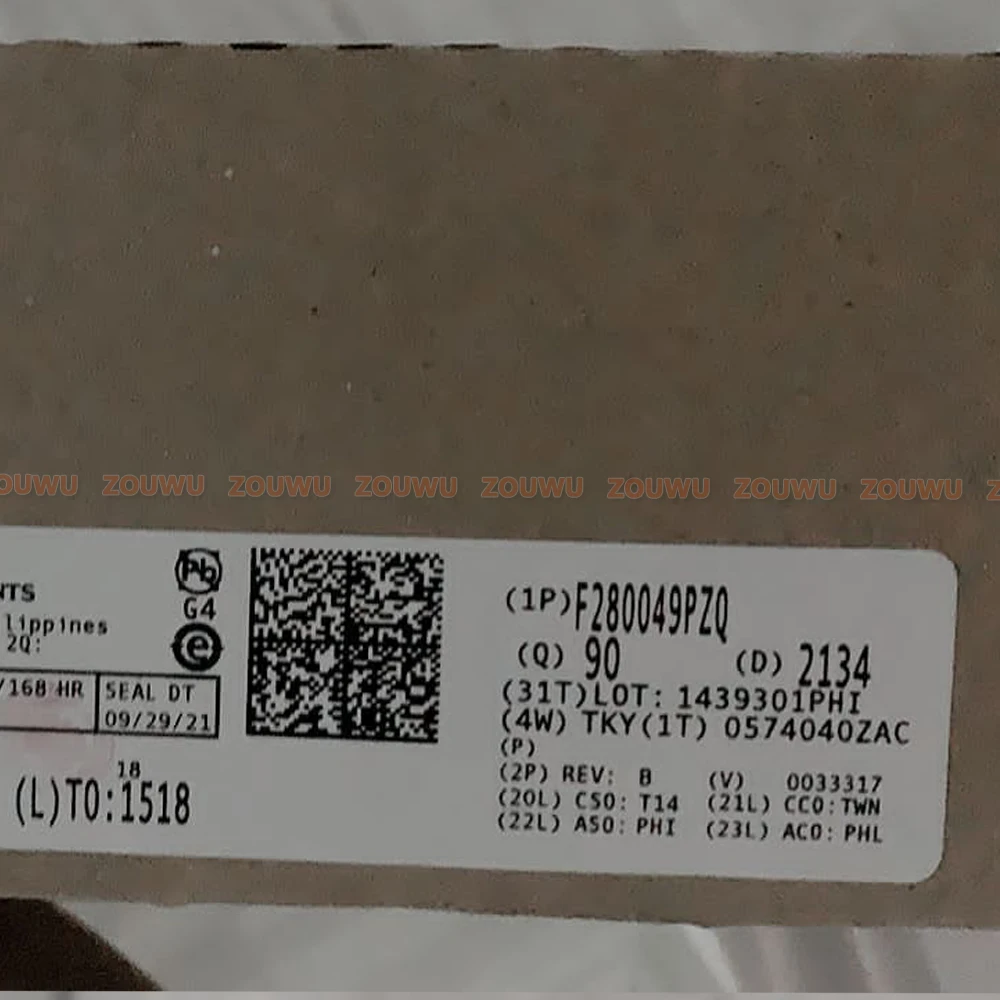 ZOUWU ZOUWU ZOUWU ZOUWU ZOUWU ZOUWU ZOUWU
NTS
lippines
2Q:
/168 HR
SEAL DT
09/29/21
18
(L)TO:1518
Pb
G4
e
(1P)F280049PZQ
(Q) 90 (D) 2134
(31T)LOT: 1439301PHI
(4W) TKY(1T) 0574040ZAC
(P)
(2P) REV: B (V) 0033317
(20L) CSO: T14 (21L) CCO:TWN
(22L) ASO: PHI (23L) ACO: PHL